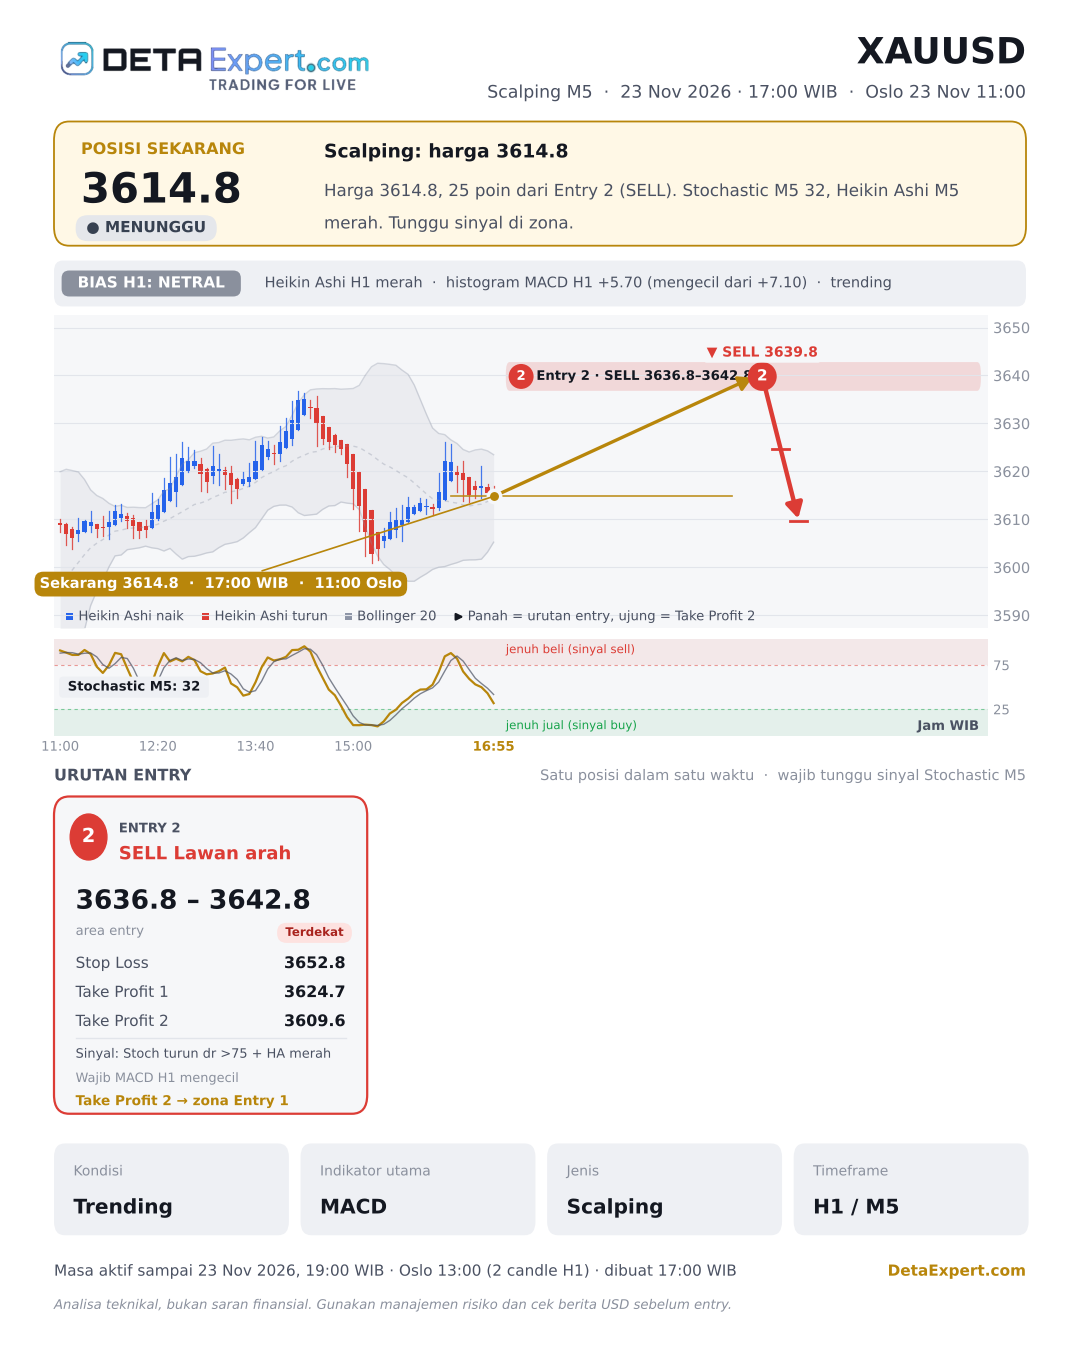 DETA Expert.com
TRADING FOR LIVE
XAUUSD
Scalping M5 · 23 Nov 2026 · 17:00 WIB · Oslo 23 Nov 11:00
POSISI SEKARANG
3614.8
● MENUNGGU
Scalping: harga 3614.8
Harga 3614.8, 25 poin dari Entry 2 (SELL). Stochastic M5 32, Heikin Ashi M5
merah. Tunggu sinyal di zona.
BIAS H1: NETRAL
Heikin Ashi H1 merah · histogram MACD H1 +5.70 (mengecil dari +7.10) · trending
3650
▼ SELL 3639.8
2 Entry 2 · SELL 3636.8–3642.8
2
3640
3630
3620
3610
3600
Sekarang 3614.8 · 17:00 WIB · 11:00 Oslo
Heikin Ashi naik
Heikin Ashi turun
Bollinger 20
Panah = urutan entry, ujung = Take Profit 2
3590
jenuh beli (sinyal sell)
75
Stochastic M5: 32
25
jenuh jual (sinyal buy)
Jam WIB
11:00 12:20 13:40 15:00 16:55
URUTAN ENTRY
Satu posisi dalam satu waktu · wajib tunggu sinyal Stochastic M5
2
ENTRY 2
SELL Lawan arah
3636.8 – 3642.8
area entry
Terdekat
Stop Loss 3652.8
Take Profit 1 3624.7
Take Profit 2 3609.6
Sinyal: Stoch turun dr >75 + HA merah
Wajib MACD H1 mengecil
Take Profit 2 → zona Entry 1
Kondisi
Trending
Indikator utama
MACD
Jenis
Scalping
Timeframe
H1 / M5
Masa aktif sampai 23 Nov 2026, 19:00 WIB · Oslo 13:00 (2 candle H1) · dibuat 17:00 WIB
DetaExpert.com
Analisa teknikal, bukan saran finansial. Gunakan manajemen risiko dan cek berita USD sebelum entry.